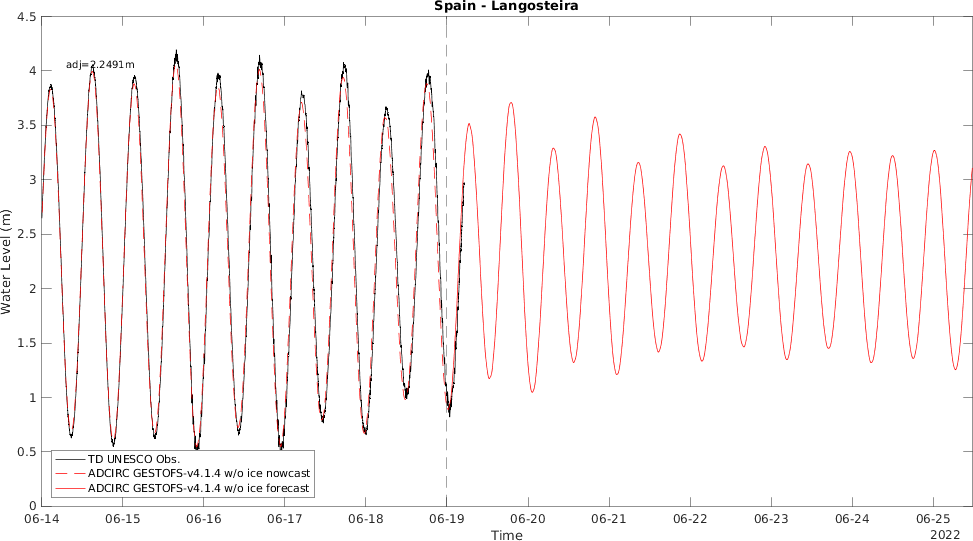 Spain - Langosteira
4.5
adj=2.2491m
4
3.5
3
2.5
Water Level (m)
2
1.5
1
0.5
TD UNESCO Obs.
ADCIRC GESTOFS-v4.1.4 w/o ice nowcast
ADCIRC GESTOFS-v4.1.4 w/o ice forecast
0
06-14 06-15 06-16 06-17 06-18 06-19 06-20 06-21 06-22 06-23 06-24 06-25
Time 2022